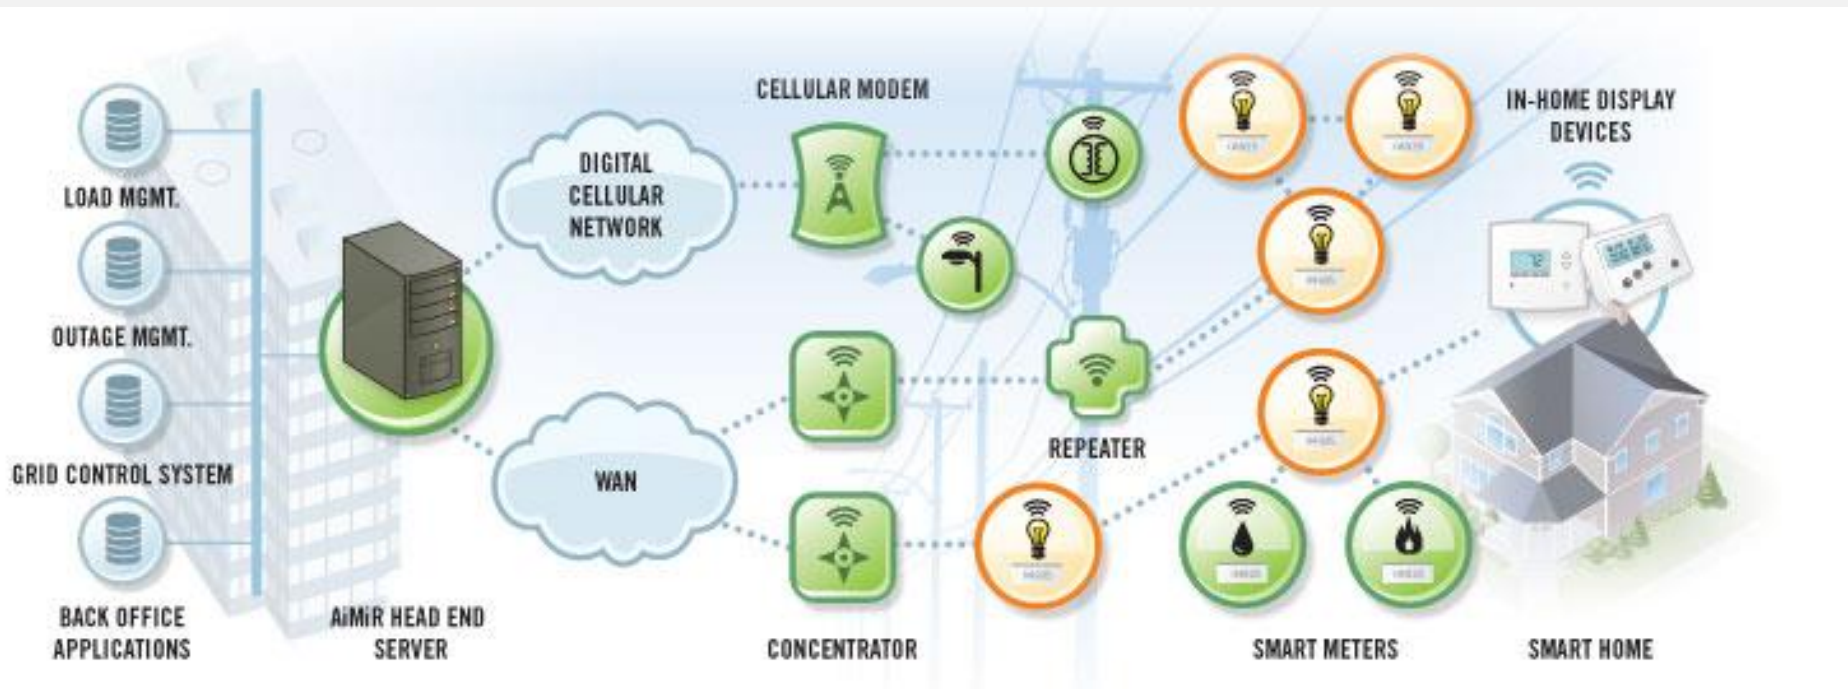 LOAD MGMT.
OUTAGE MGMT.
GRID CONTROL SYSTEM
BACK OFFICE
APPLICATIONS
AiMiR HEAD END
SERVER
DIGITAL
CELLULAR
NETWORK
WAN
CELLULAR MODEM
CONCENTRATOR
REPEATER
SMART METERS
IN-HOME DISPLAY
DEVICES
72
SMART HOME